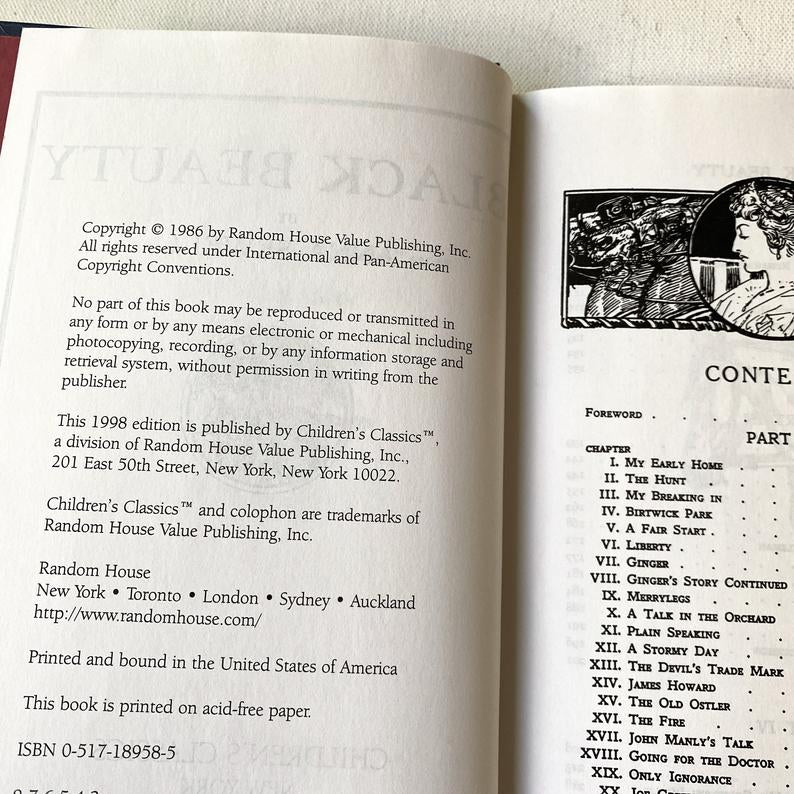 BLACK BEAUTY
BY
Copyright © 1986 by Random House Value Publishing, Inc.
All rights reserved under International and Pan-American
Copyright Conventions.
No part of this book may be reproduced or transmitted in
any form or by any means electronic or mechanical including
photocopying, recording, or by any information storage and
retrieval system, without permission in writing from the
publisher.
This 1998 edition is published by Children's Classics™,
a division of Random House Value Publishing, Inc.,
201 East 50th Street, New York, New York 10022.
Children's Classics™ and colophon are trademarks of
Random House Value Publishing, Inc.
Random House
New York • Toronto • London • Sydney • Auckland
http://www.randomhouse.com/
Printed and bound in the United States of America
This book is printed on acid-free paper.
CHILDREN'S CLASSICS
NEW YORK
ISBN 0-517-18958-5
CONTE
Foreword . . . . .
PART
CHAPTER
I. My Early Home . .
II. The Hunt . . .
III. My Breaking in . .
IV. Birtwick Park . .
V. A Fair Start . . .
VI. Liberty . . . .
VII. Ginger . . . .
VIII. Ginger's Story Continued
IX. Merrylegs . . .
X. A Talk in the Orchard
XI. Plain Speaking . .
XII. A Stormy Day . .
XIII. The Devil's Trade Mark
XIV. James Howard . .
XV. The Old Ostler . .
XVI. The Fire . . .
XVII. John Manly's Talk .
XVIII. Going for the Doctor .
XIX. Only Ignorance . .
XX.